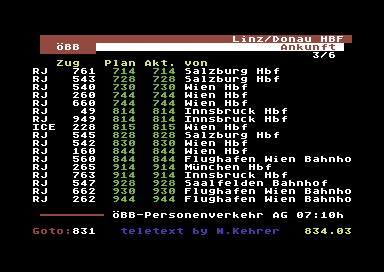 Linz/Donau HBF
ÖBB Ankunft
3/6
Zug Plan Akt. von
RJ 761 714 714 Salzburg Hbf
RJ 543 728 728 Salzburg Hbf
RJ 540 730 730 Wien Hbf
RJ 260 744 744 Wien Hbf
RJ 660 744 744 Wien Hbf
RJ 49 814 814 Innsbruck Hbf
RJ 949 814 814 Innsbruck Hbf
ICE 228 815 815 Wien Hbf
RJ 545 828 828 Salzburg Hbf
RJ 542 830 830 Wien Hbf
RJ 160 844 844 Wien Hbf
RJ 560 844 844 Flughafen Wien Bahnho
RJ 265 914 914 München Hbf
RJ 763 914 914 Innsbruck Hbf
RJ 547 928 928 Saalfelden Bahnhof
RJ 662 930 930 Flughafen Wien Bahnho
RJ 262 944 944 Flughafen Wien Bahnho
ÖBB-Personenverkehr AG 07:10h
Goto:831 teletext by N.Kehrer 834.03